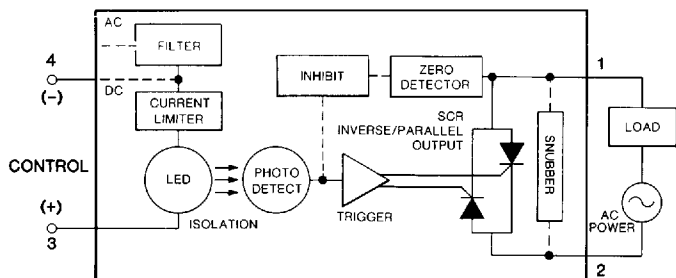 AC
FILTER
4
(-)
DC
CURRENT
LIMITER
CONTROL
LED
(+)
3
ISOLATION
PHOTO
DETECT
INHIBIT
ZERO
DETECTOR
TRIGGER
SCR
INVERSE/PARALLEL
OUTPUT
SNUBBER
1
LOAD
AC
POWER
2